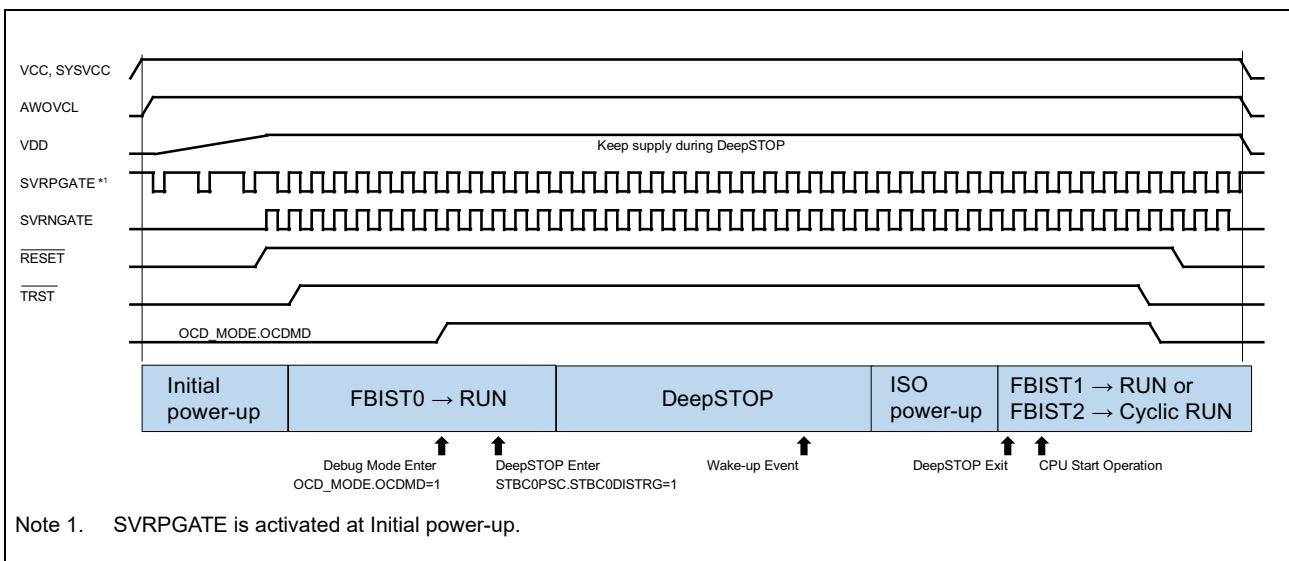 VCC, SYSVCC
AWOVCL
VDD
Keep supply during DeepSTOP
SVRPGATE *1
SVRNGATE
RESET
TRST
OCD_MODE.OCDMD
Initial
power-up
FBIST0 → RUN
DeepSTOP
ISO
power-up
FBIST1 → RUN or
FBIST2 → Cyclic RUN
Debug Mode Enter
OCD_MODE.OCDMD=1
DeepSTOP Enter
STBC0PSC.STBC0DISTRG=1
Wake-up Event
DeepSTOP Exit
CPU Start Operation
Note 1. SVRPGATE is activated at Initial power-up.